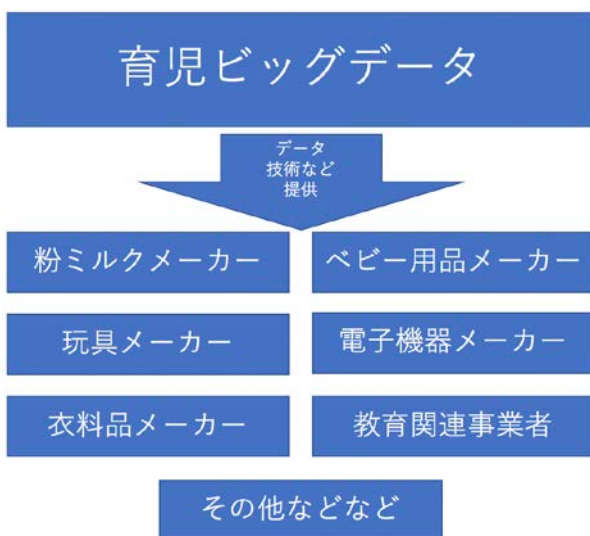 育児ビッグデータ
データ
技術など
提供
粉ミルクメーカー
ベビー用品メーカー
玩具メーカー
電子機器メーカー
衣料品メーカー
教育関連事業者
その他などなど